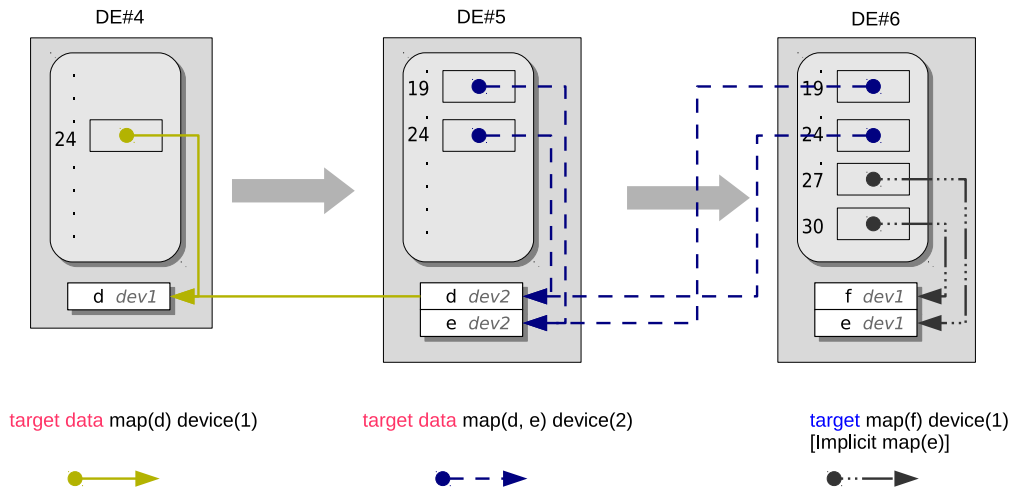 DE#4
DE#5
DE#6
24
d dev1
19
24
d dev2
e dev2
19
24
27
30
f dev1
e dev1
target data map(d) device(1)
target data map(d, e) device(2)
target map(f) device(1)
[Implicit map(e)]